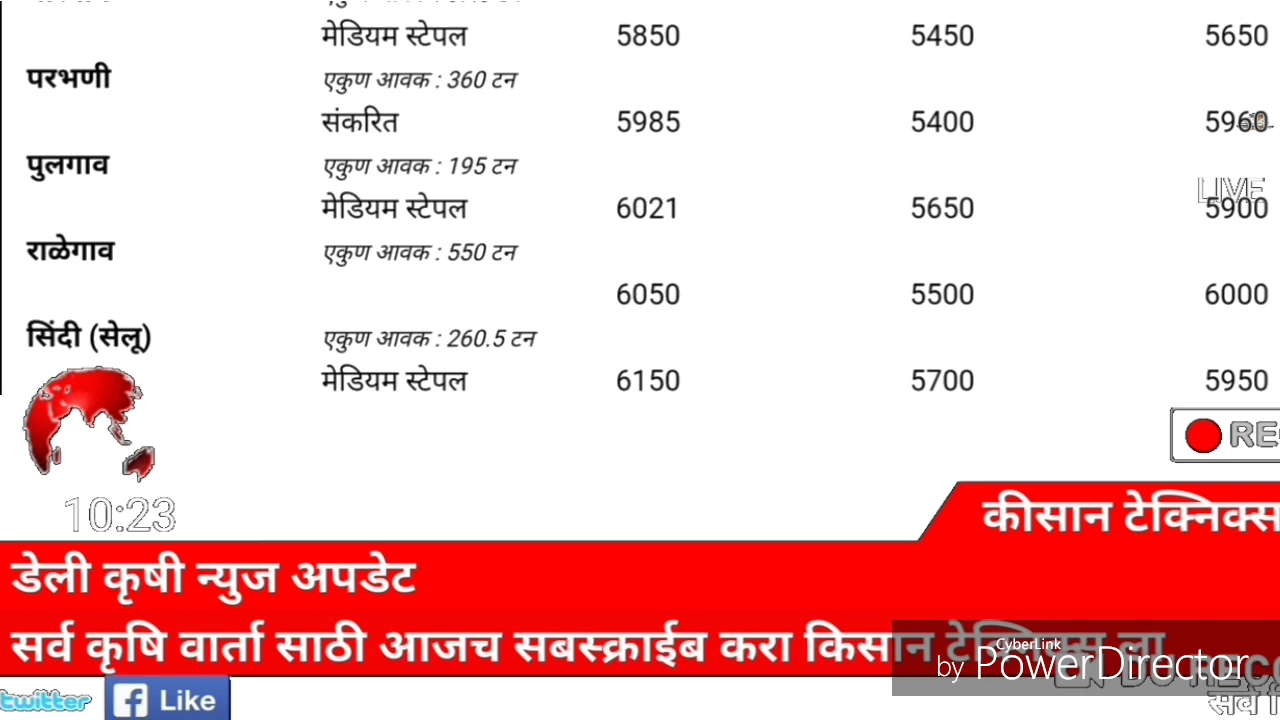 मेडियम स्टेपल 5850 5450 5650
परभणी एकुण आवक : 360 टन
संकरित 5985 5400 5960
पुलगाव एकुण आवक : 195 टन
LIVE
मेडियम स्टेपल 6021 5650 5900
राळेगाव एकुण आवक : 550 टन
6050 5500 6000
सिंदी (सेलू) एकुण आवक : 260.5 टन
मेडियम स्टेपल 6150 5700 5950
10:23
कीसान टेक्निक्स
डेली कृषी न्युज अपडेट
सर्व कृषि वार्ता साठी आजच सबस्क्राईब करा किसान टेक्निक्स ला
CyberLink
by PowerDirector
twitter Like
सर्व